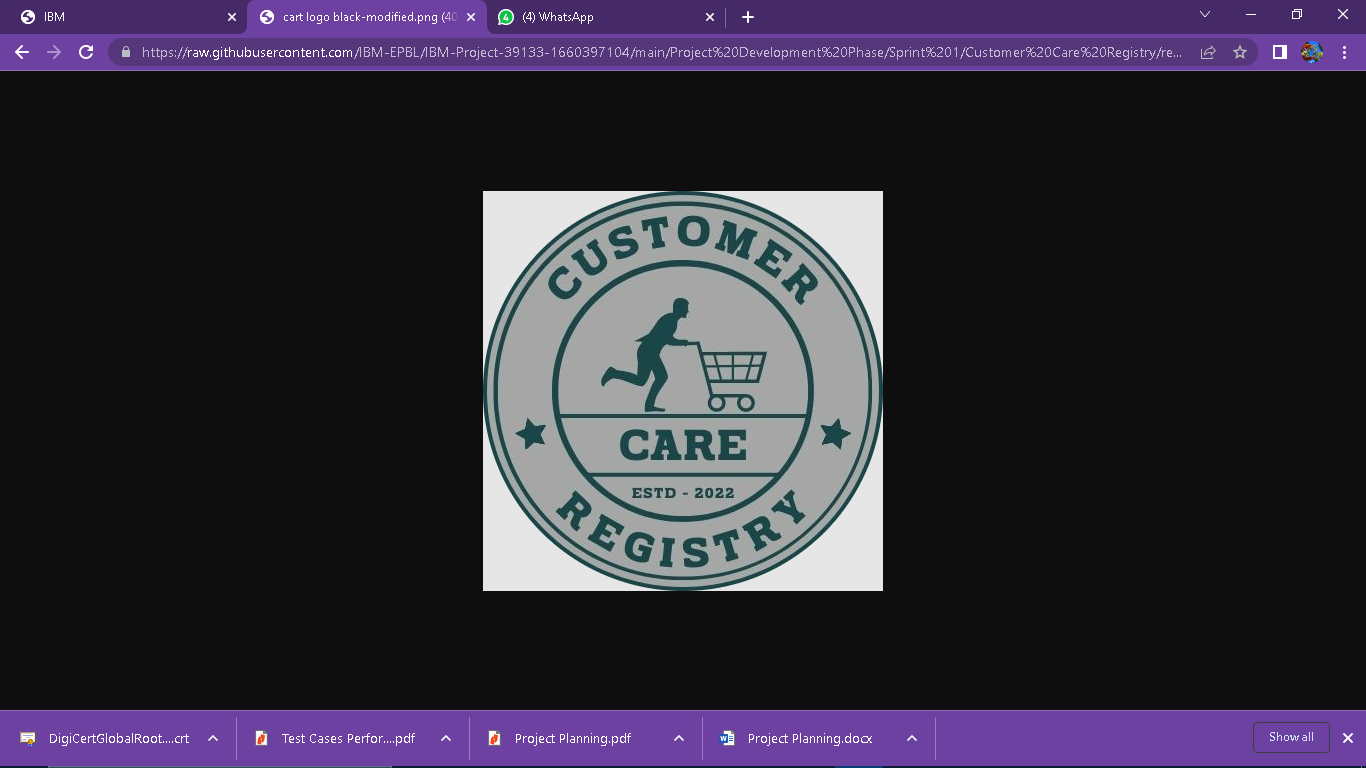 IBM
cart logo black-modified.png (40
(4) WhatsApp
https://raw.githubusercontent.com/IBM-EPBL/IBM-Project-39133-1660397104/main/Project%20Development%20Phase/Sprint%201/Customer%20Care%20Registry/re...
CUSTOMER
CARE
ESTD - 2022
REGISTRY
DigiCertGlobalRoot....crt
Test Cases Perfor....pdf
Project Planning.pdf
Project Planning.docx
Show all